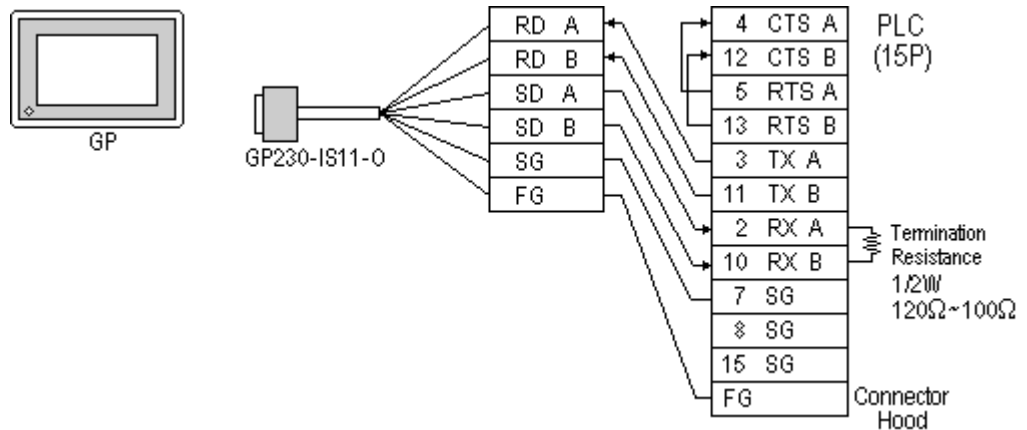 GP
GP230-IS11-O
RD A
RD B
SD A
SD B
SG
FG
4 CTS A
12 CTS B
5 RTS A
13 RTS B
3 TX A
11 TX B
2 RX A
10 RX B
7 SG
8 SG
15 SG
FG
PLC
(15P)
Termination
Resistance
1/2W
120Ω~100Ω
Connector
Hood